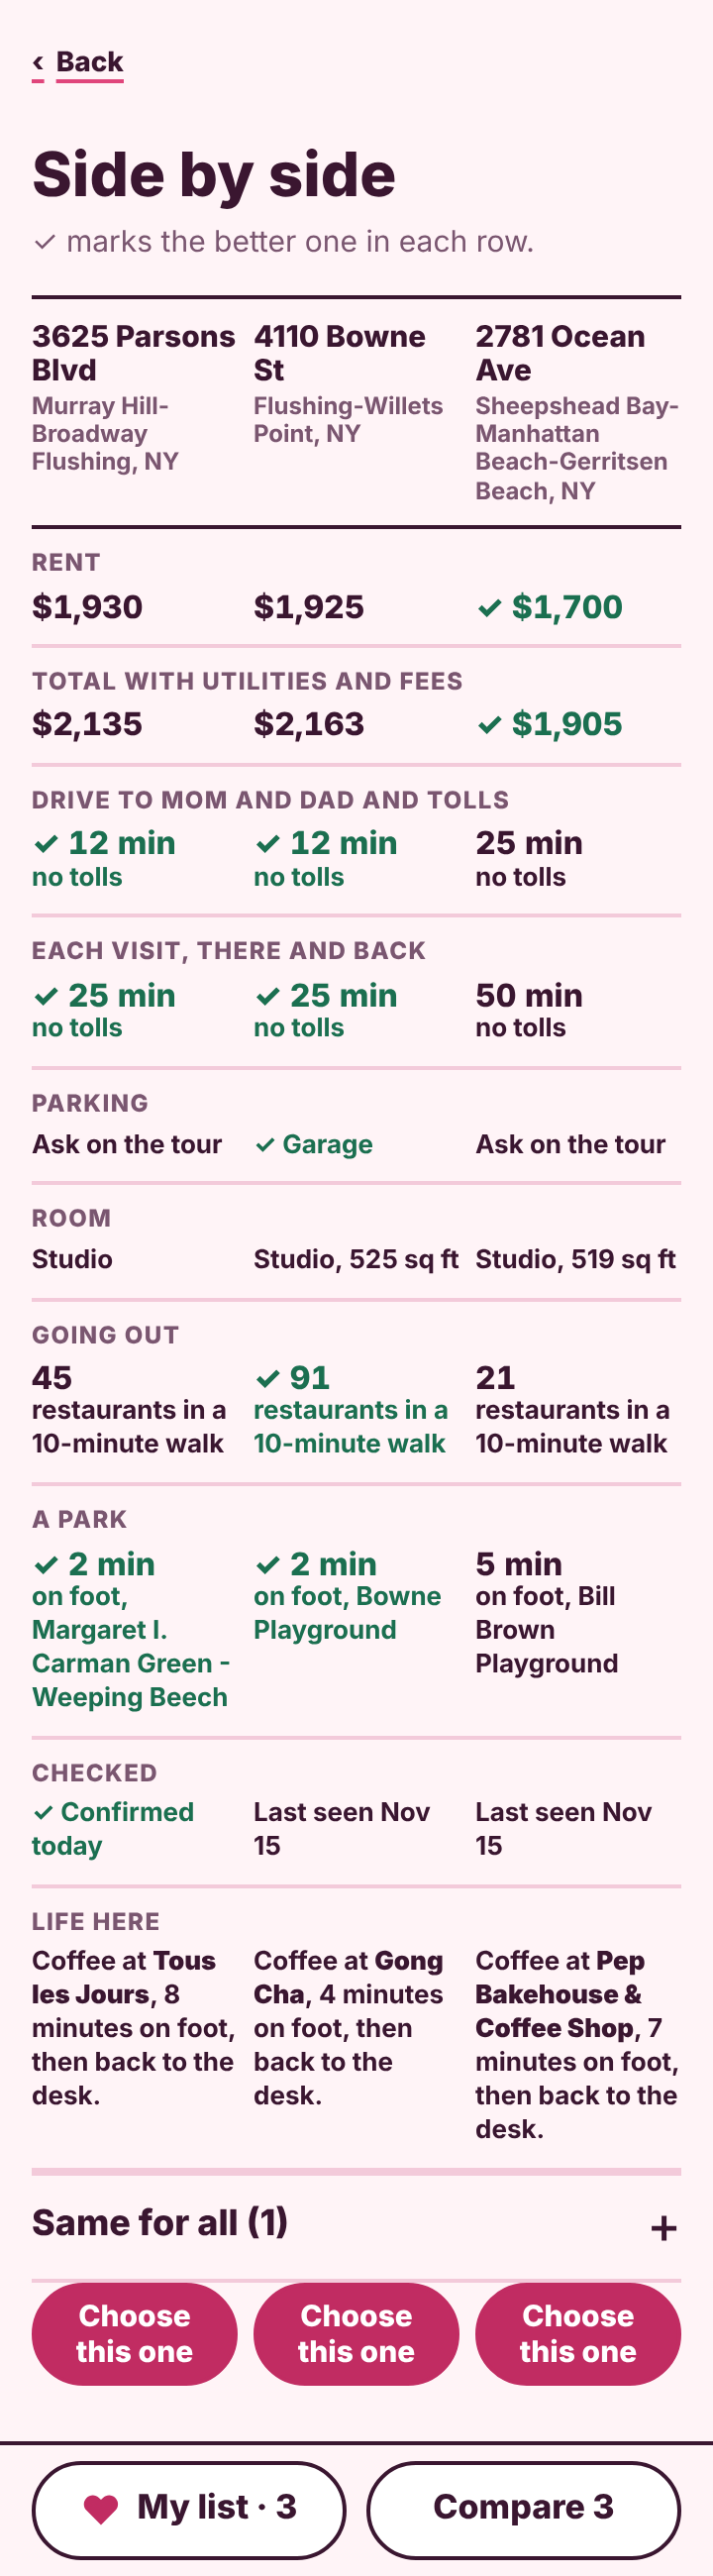 ‹ Back
Side by side
✓ marks the better one in each row.
3625 Parsons Blvd
Murray Hill-Broadway Flushing, NY
4110 Bowne St
Flushing-Willets Point, NY
2781 Ocean Ave
Sheepshead Bay-Manhattan Beach-Gerritsen Beach, NY
RENT
$1,930 $1,925 ✓ $1,700
TOTAL WITH UTILITIES AND FEES
$2,135 $2,163 ✓ $1,905
DRIVE TO MOM AND DAD AND TOLLS
✓ 12 min ✓ 12 min 25 min
no tolls no tolls no tolls
EACH VISIT, THERE AND BACK
✓ 25 min ✓ 25 min 50 min
no tolls no tolls no tolls
PARKING
Ask on the tour ✓ Garage Ask on the tour
ROOM
Studio Studio, 525 sq ft Studio, 519 sq ft
GOING OUT
45
restaurants in a
10-minute walk
✓ 91
restaurants in a
10-minute walk
21
restaurants in a
10-minute walk
A PARK
✓ 2 min
on foot,
Margaret I.
Carman Green -
Weeping Beech
✓ 2 min
on foot, Bowne
Playground
5 min
on foot, Bill
Brown
Playground
CHECKED
✓ Confirmed
today
Last seen Nov
15
Last seen Nov
15
LIFE HERE
Coffee at Tous
les Jours, 8
minutes on foot,
then back to the
desk.
Coffee at Gong
Cha, 4 minutes
on foot, then
back to the
desk.
Coffee at Pep
Bakehouse &
Coffee Shop, 7
minutes on foot,
then back to the
desk.
Same for all (1) +
Choose
this one
Choose
this one
Choose
this one
My list · 3
Compare 3